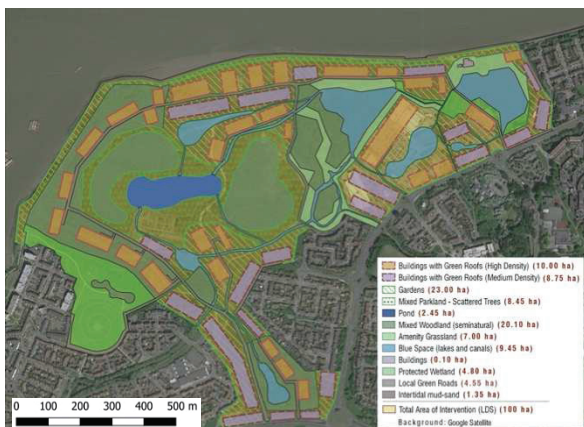 Buildings with Green Roofs (High Density) (10.00 ha)
Buildings with Green Roofs (Medium Density) (8.75 ha)
Gardens (23.00 ha)
Mixed Parkland - Scattered Trees (8.45 ha)
Pond (2.45 ha)
Mixed Woodland (seminatural) (20.10 ha)
Amenity Grassland (7.00 ha)
Blue Space (lakes and canals) (9.45 ha)
Buildings (0.10 ha)
Protected Wetland (4.80 ha)
Local Green Roads (4.55 ha)
Intertidal mud-sand (1.35 ha)
Total Area of Intervention (LDS) (100 ha)
Background: Google Satellite
0 100 200 300 400 500 m